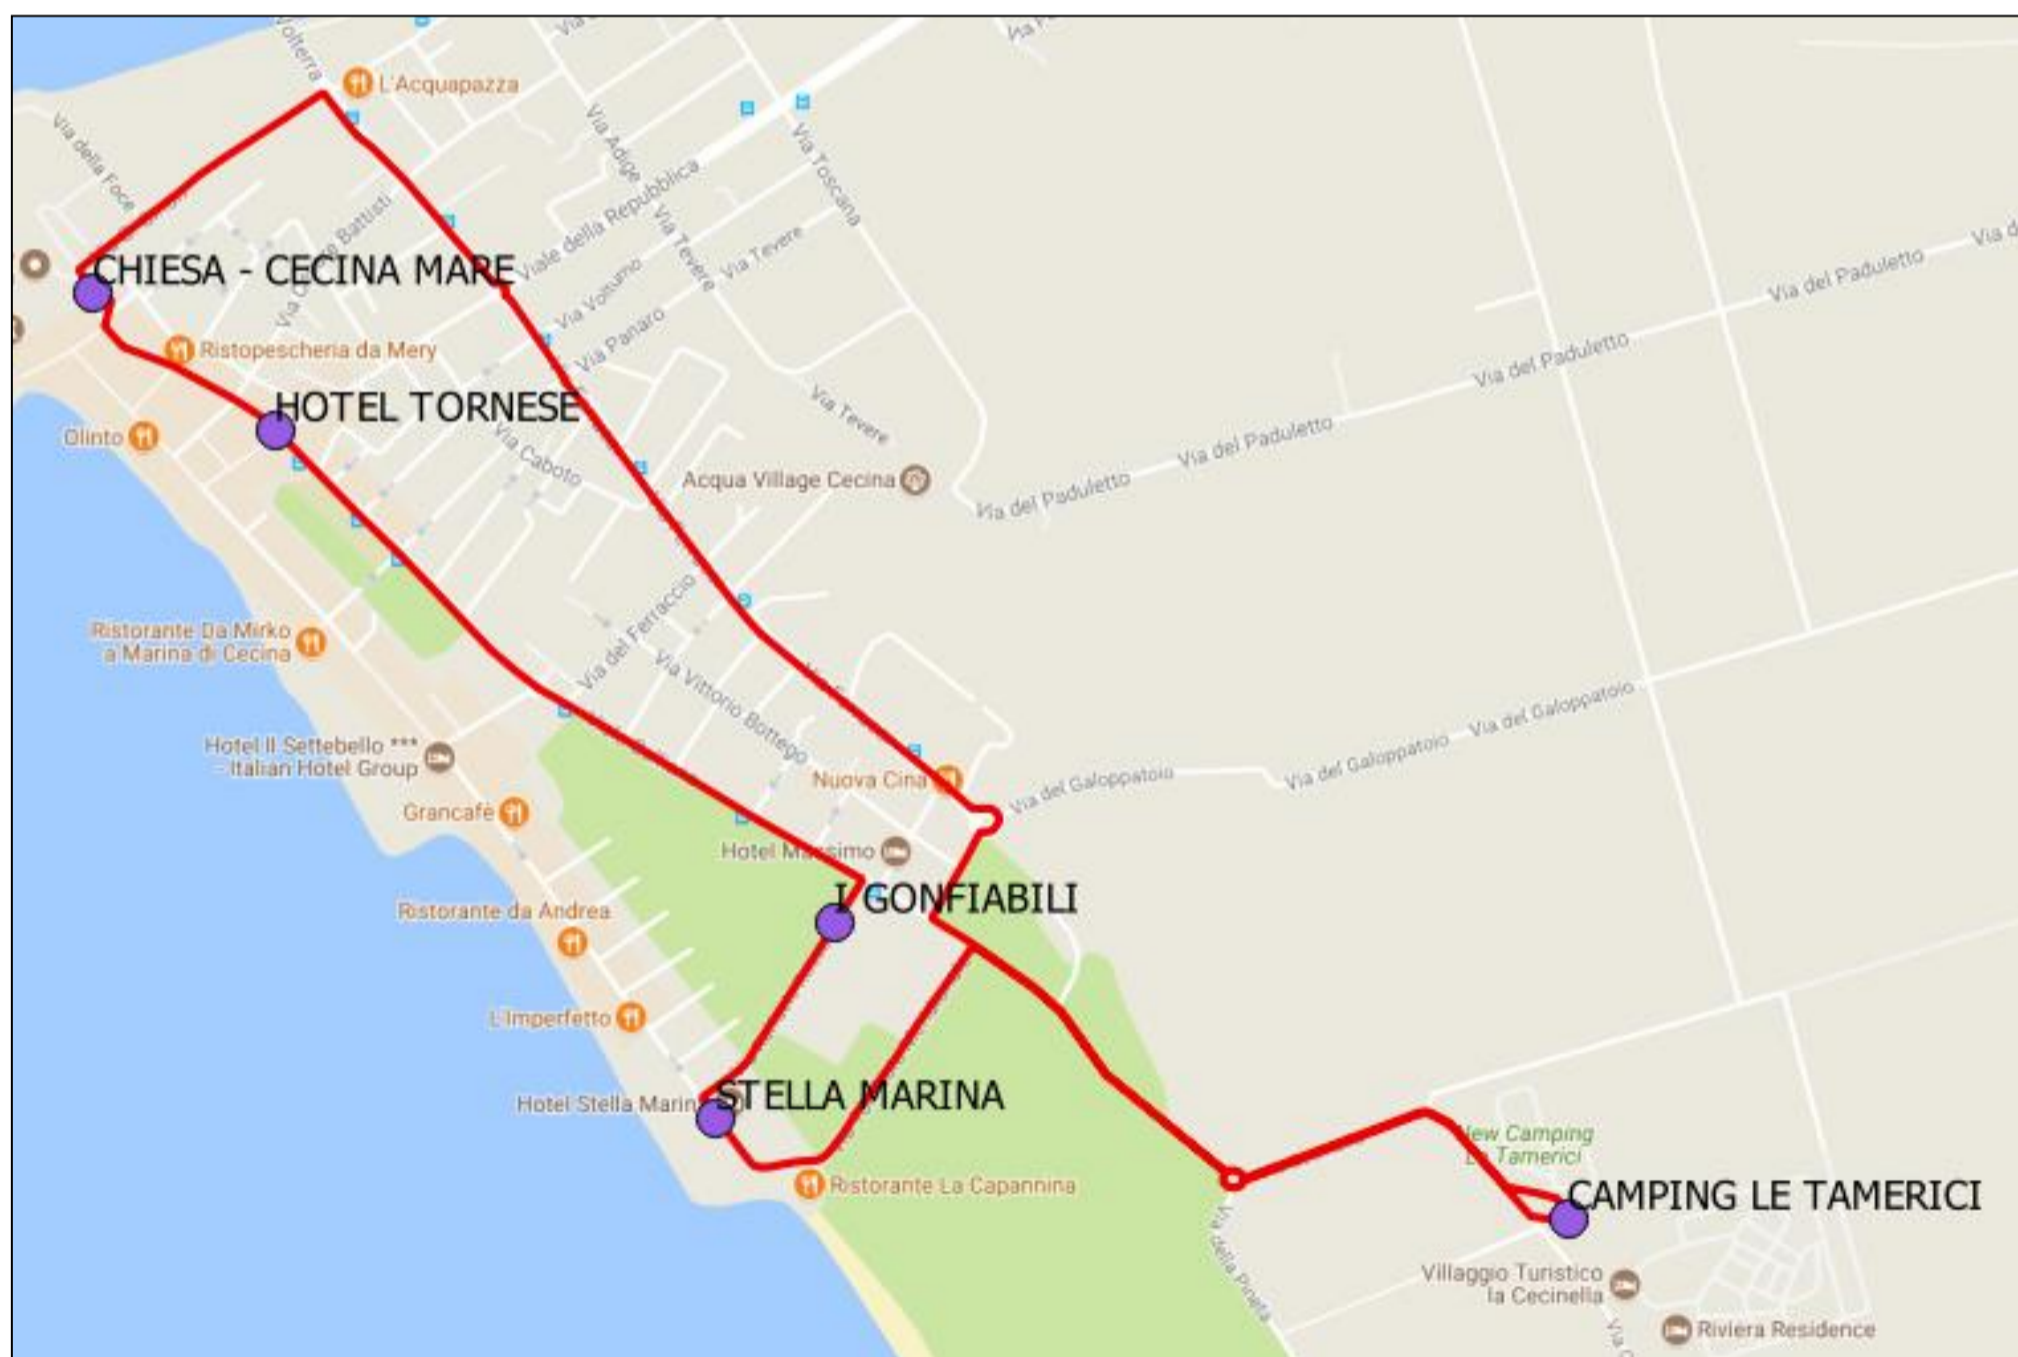 Volterra
Via
Via
L'Acquapazza
Via della Foce
Via Adige
Via Toscana
Viale della Repubblica
Via Tevere
Via Tevere
Battisti
Via del Paduletto
Via d
CHIESA - CECINA MARE
Via Volturno
Via Panaro
Ristopescheria da Mery
Via del Paduletto
Via Tevere
HOTEL TORNESE
Olinto
Via Caboto
Via del Paduletto
Acqua Village Cecina
Via del Paduletto
Via del Ferraccio
Ristorante Da Mirko
a Marina di Cecina
Via Vittorio Bottego
Via del Galoppatoio
Via del Galoppatoio
Via del Galoppatoio
Hotel Il Settebello ***
- Italian Hotel Group
Nuova Cina
Via del Galoppatoio
Grancafè
Hotel Massimo
I GONFIABILI
Ristorante da Andrea
L'Imperfetto
Hotel Stella Marin
STELLA MARINA
New Camping
Le Tamerici
Ristorante La Capannina
CAMPING LE TAMERICI
Via della Pineta
Villaggio Turistico
la Cecinella
Riviera Residence